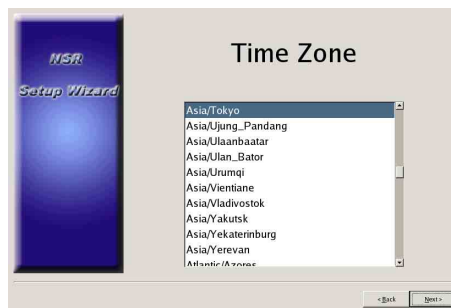 NSR
Setup Wizard
Time Zone
Asia/Tokyo
Asia/Ujung_Pandang
Asia/Ulaanbaatar
Asia/Ulan_Bator
Asia/Urumqi
Asia/Vientiane
Asia/Vladivostok
Asia/Yakutsk
Asia/Yekaterinburg
Asia/Yerevan
Atlantic/Azores
< Back
Next >